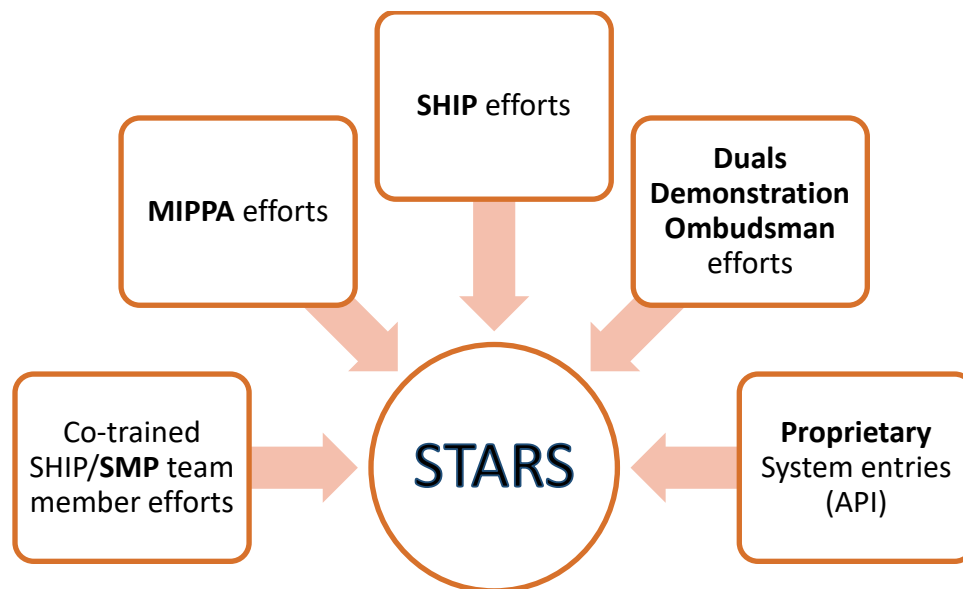 SHIP efforts
MIPPA efforts
Duals
Demonstration
Ombudsman
efforts
Co-trained
SHIP/SMP team
member efforts
STARS
Proprietary
System entries
(API)